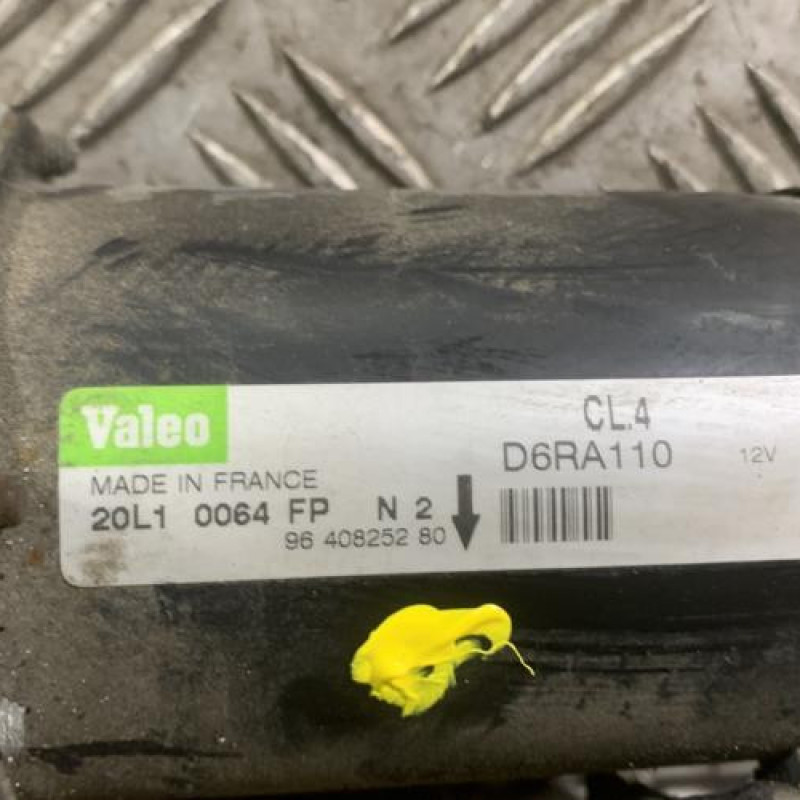 Valeo
CL.4
D6RA110 12V
MADE IN FRANCE
20L1 0064 FP N 2
96 408252 80